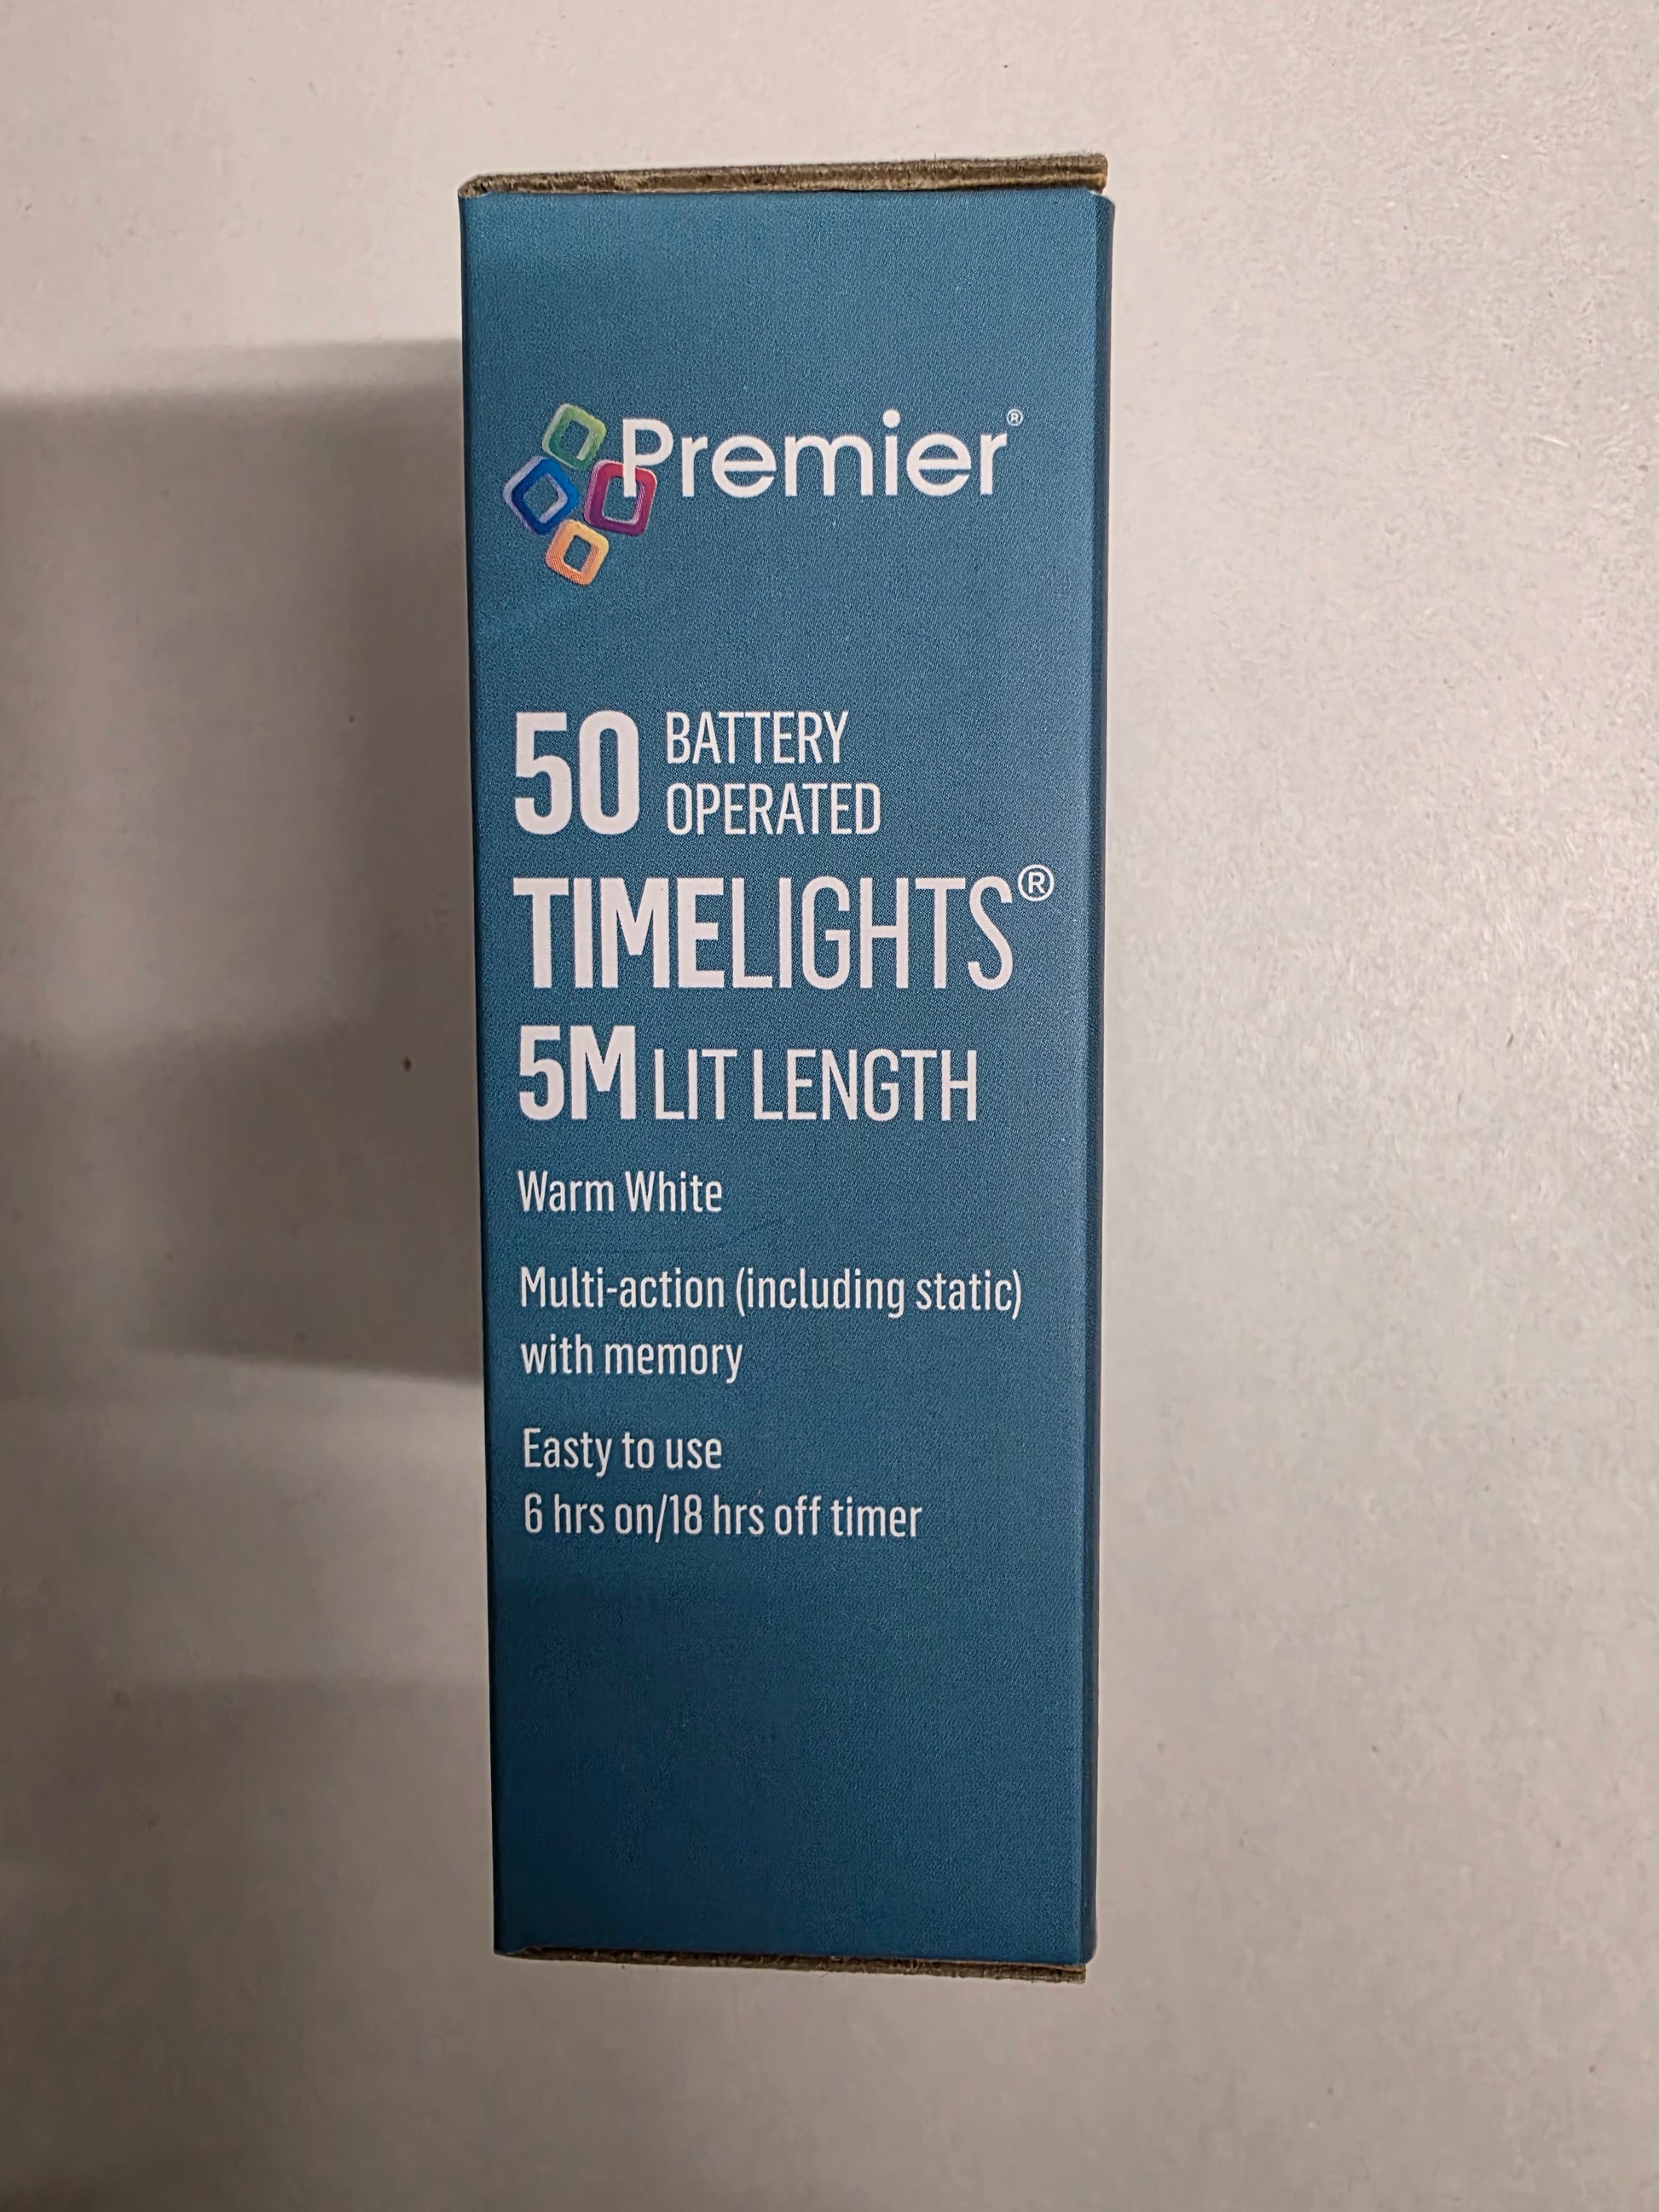 Premier®
50 BATTERY
OPERATED
TIMELIGHTS®
5M LIT LENGTH
Warm White
Multi-action (including static)
with memory
Easty to use
6 hrs on/18 hrs off timer